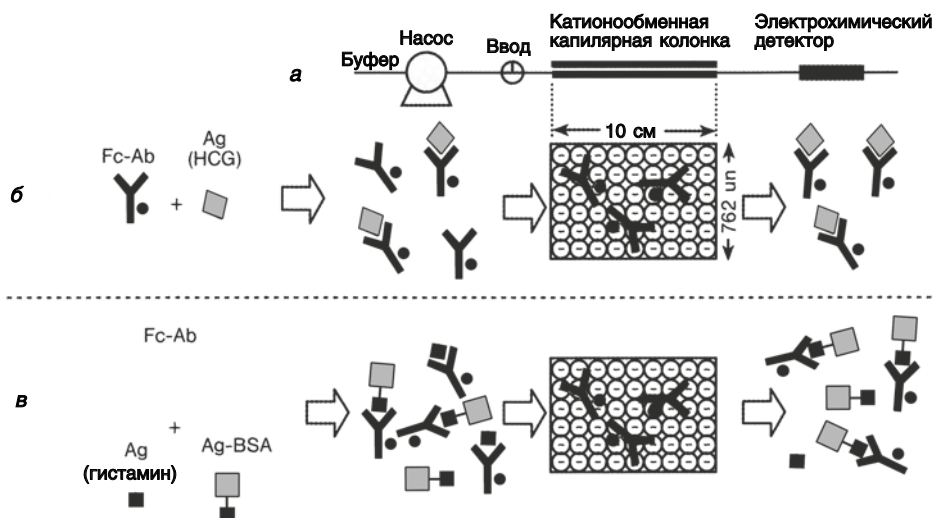 Катионообменная
капилярная колонка
Электрохимический
детектор
Насос
Буфер
Ввод
а
10 см
762 un
б
Fc-Ab
+
Ag
(HCG)
в
Fc-Ab
+
Ag
(гистамин)
Ag-BSA